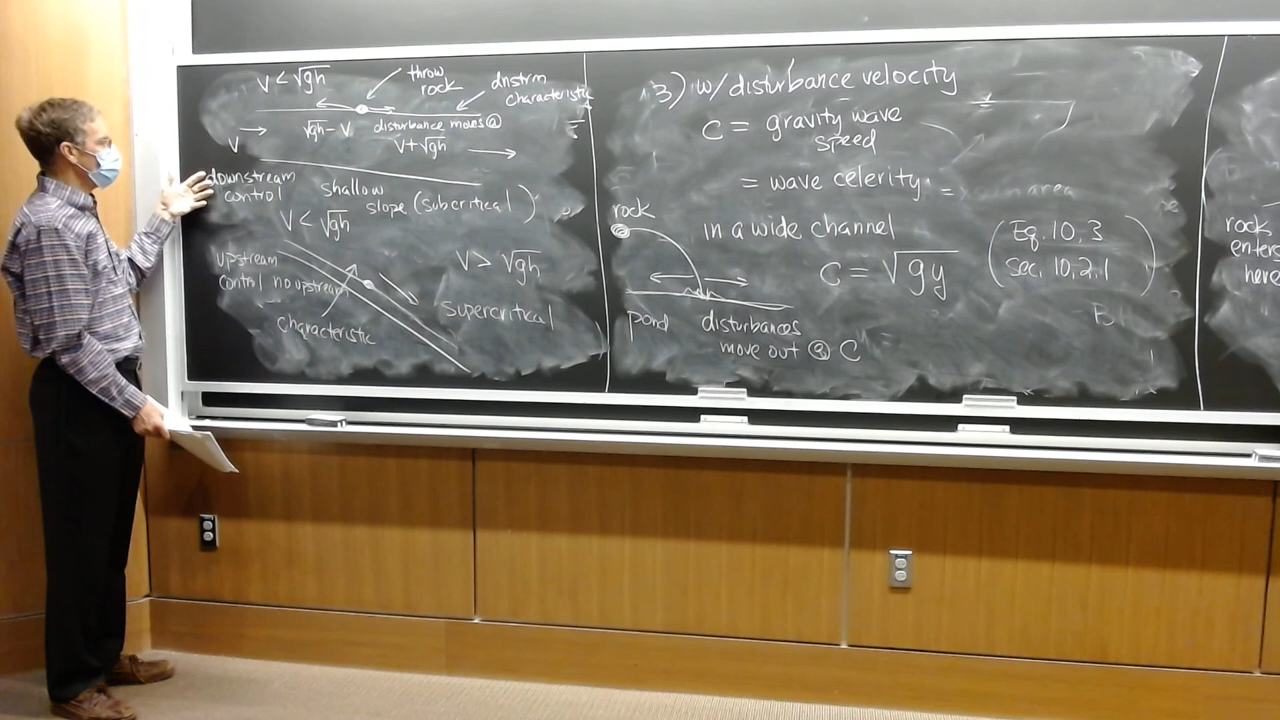 V < √gh
throw
rock
dnstrm
characteristic
√gh - V
disturbance moves @
V + √gh
V
downstream
control
shallow
slope (subcritical)
V < √gh
upstream
control
no upstream
characteristic
V > √gh
supercritical
3) w/ disturbance velocity
C = gravity wave
speed
= wave celerity
in a wide channel
C = √gy
(Eq. 10.3
Sec. 10.2.1)
rock
pond
disturbances
move out @ C
rock
enters
here